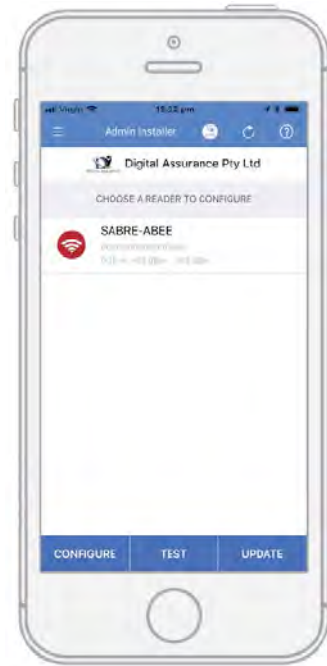 Admin Installer
Digital Assurance Pty Ltd
CHOOSE A READER TO CONFIGURE
SABRE-ABEE
CONFIGURE TEST UPDATE